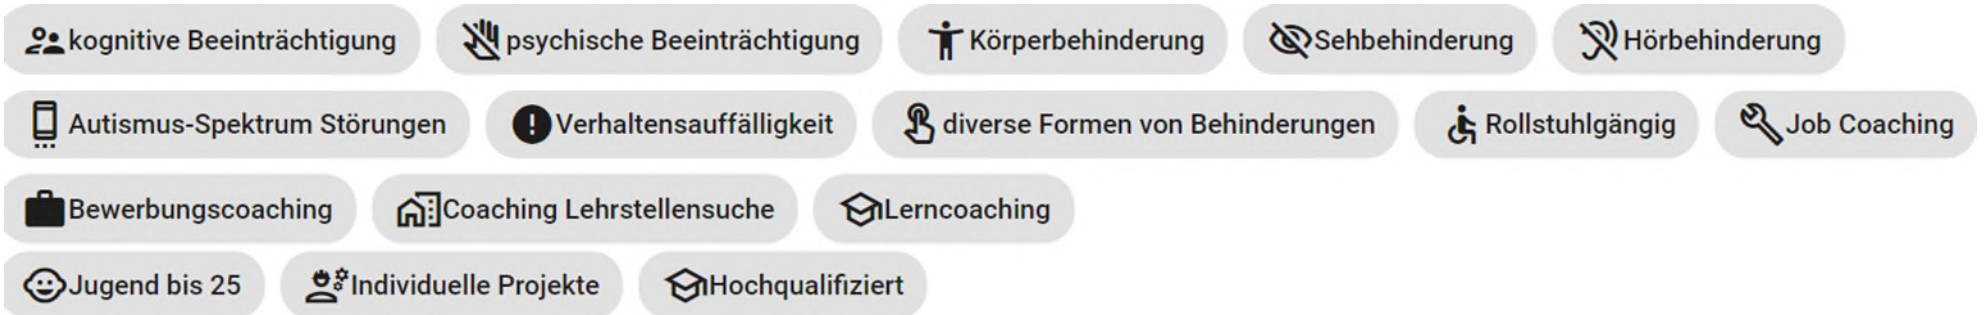 kognitive Beeinträchtigung psychische Beeinträchtigung Körperbehinderung Sehbehinderung Hörbehinderung
Autismus-Spektrum Störungen Verhaltensauffälligkeit diverse Formen von Behinderungen Rollstuhlgängig Job Coaching
Bewerbungscoaching Coaching Lehrstellensuche Lerncoaching
Jugend bis 25 Individuelle Projekte Hochqualifiziert